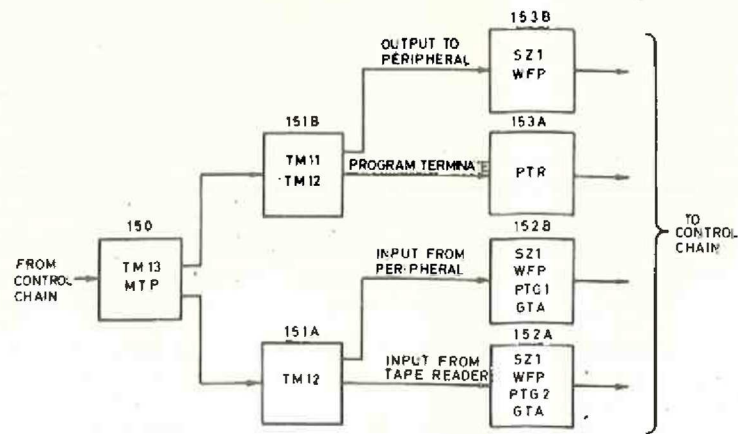 153B
OUTPUT TO
PERIPHERAL
SZ1
WFP
151B
153A
TM11
TM12
PROGRAM TERMINATE
PTR
150
152B
TO
CONTROL
CHAIN
FROM
CONTROL
CHAIN
TM13
MTP
INPUT FROM
PERIPHERAL
SZ1
WFP
PTG1
GTA
151A
152A
TM12
INPUT FROM
TAPE READER
SZ1
WFP
PTG2
GTA